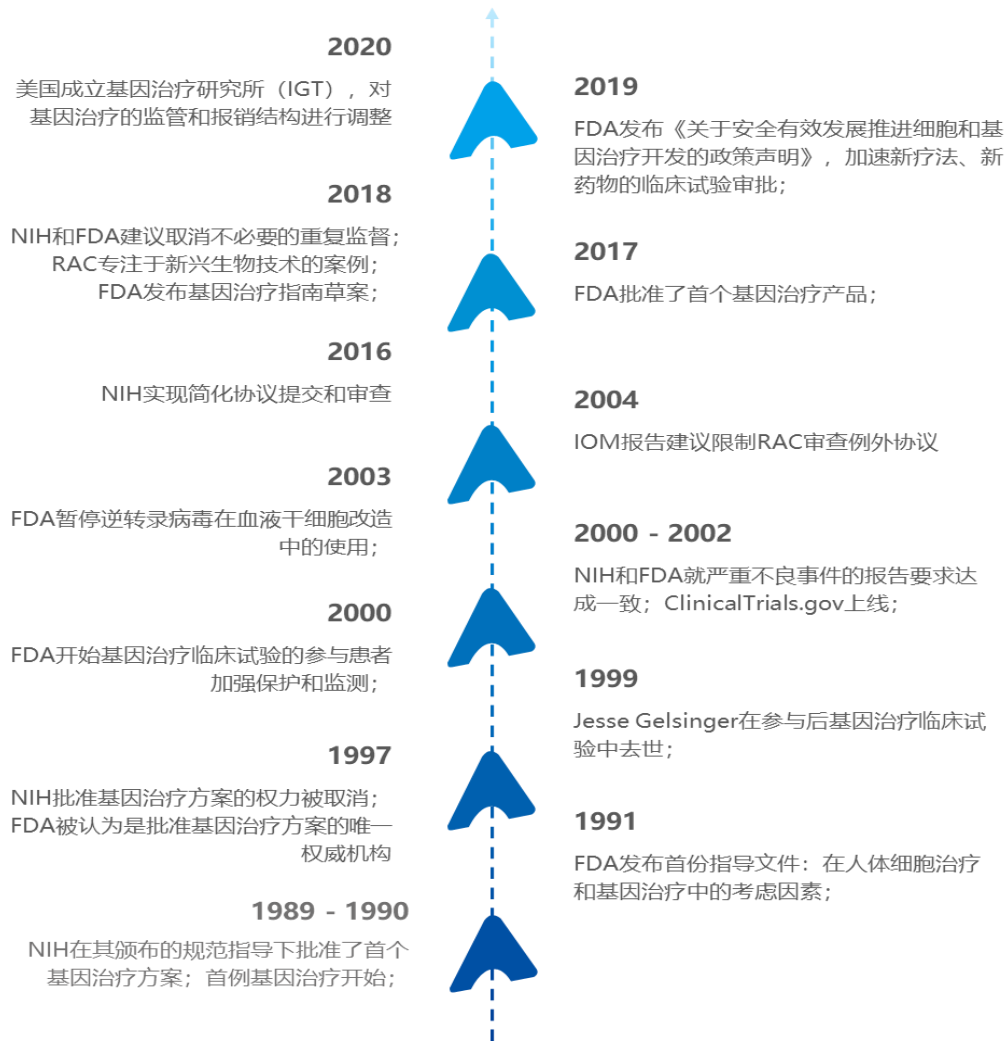 2020
美国成立基因治疗研究所（IGT），对
基因治疗的监管和报销结构进行调整
2019
FDA发布《关于安全有效发展推进细胞和基
因治疗开发的政策声明》，加速新疗法、新
药物的临床试验审批；
2018
NIH和FDA建议取消不必要的重复监督；
RAC专注于新兴生物技术的案例；
FDA发布基因治疗指南草案；
2017
FDA批准了首个基因治疗产品；
2016
NIH实现简化协议提交和审查
2004
IOM报告建议限制RAC审查例外协议
2003
FDA暂停逆转录病毒在血液干细胞改造
中的使用；
2000 - 2002
NIH和FDA就严重不良事件的报告要求达
成一致；ClinicalTrials.gov上线；
2000
FDA开始基因治疗临床试验的参与患者
加强保护和监测；
1999
Jesse Gelsinger在参与后基因治疗临床试
验中去世；
1997
NIH批准基因治疗方案的权力被取消；
FDA被认为是批准基因治疗方案的唯一
权威机构
1991
FDA发布首份指导文件：在人体细胞治疗
和基因治疗中的考虑因素；
1989 - 1990
NIH在其颁布的规范指导下批准了首个
基因治疗方案；首例基因治疗开始；